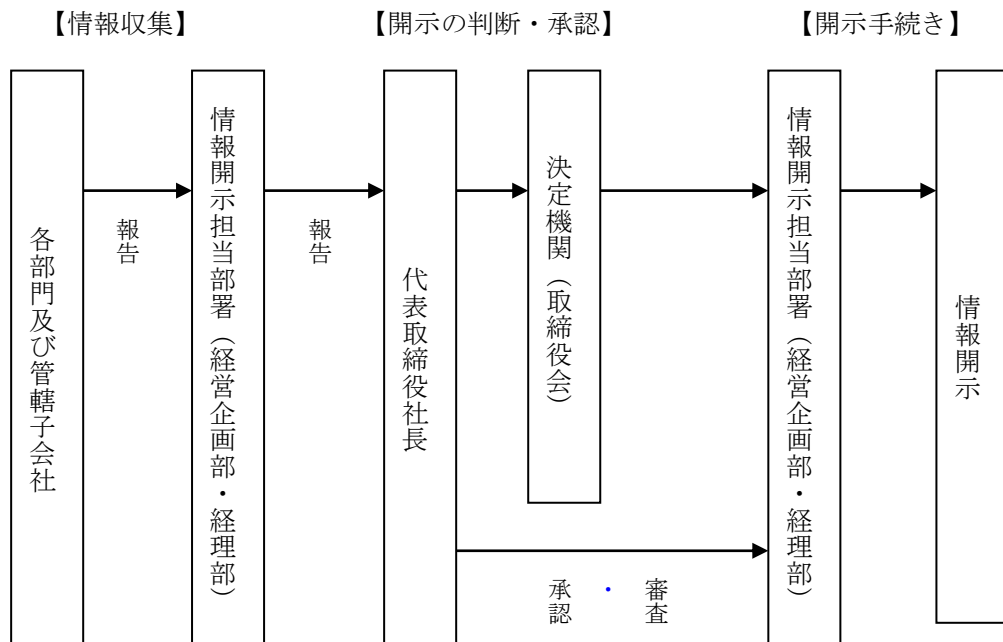 【情報収集】
【開示の判断・承認】
【開示手続き】
各部門及び管轄子会社
報告
情報開示担当部署（経営企画部・経理部）
報告
代表取締役社長
決定機関（取締役会）
承認・審査
情報開示担当部署（経営企画部・経理部）
情報開示